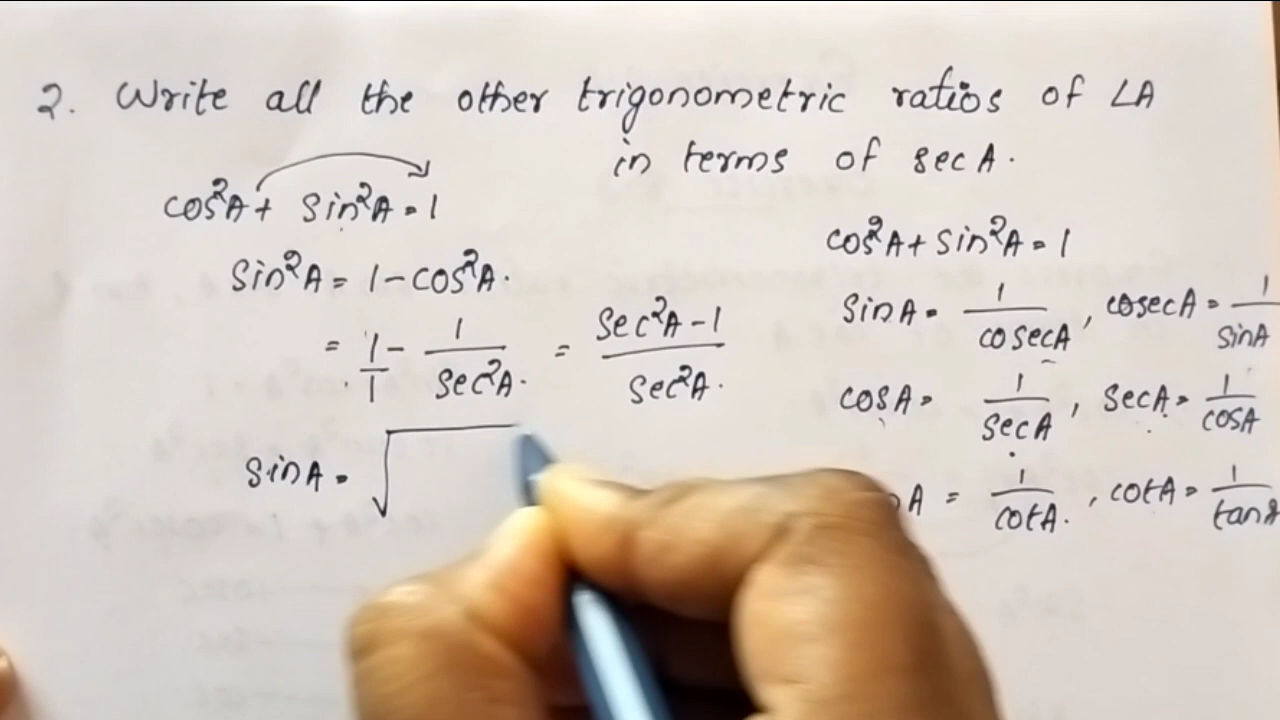 2. Write all the other trigonometric ratios of ∠A
in terms of secA.
cos²A + sin²A = 1
sin²A = 1 - cos²A.
= 1/1 - 1/sec²A. = sec²A - 1/sec²A.
sinA = √
cos²A + sin²A = 1
sinA = 1/cosecA, cosecA = 1/sinA
cosA = 1/secA, secA = 1/cosA
A = 1/cotA., cotA = 1/tanA